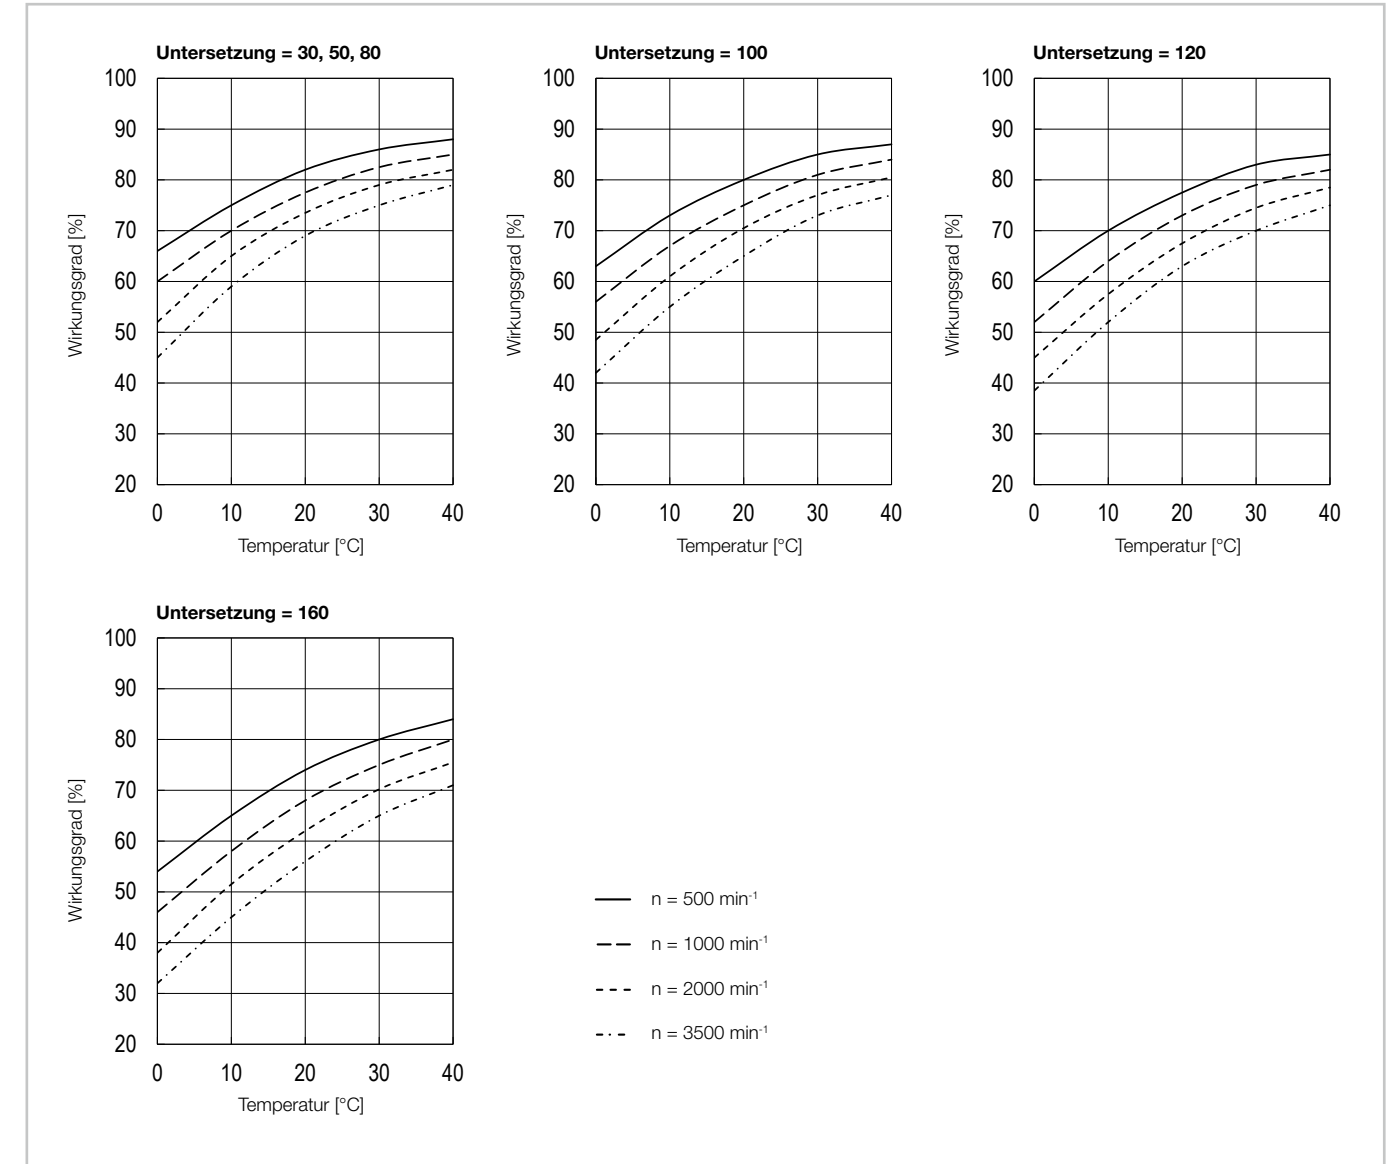 Untersetzung = 30, 50, 80
100
90
80
70
60
50
40
30
20
Wirkungsgrad [%]
0 10 20 30 40
Temperatur [°C]
Untersetzung = 100
100
90
80
70
60
50
40
30
20
Wirkungsgrad [%]
0 10 20 30 40
Temperatur [°C]
Untersetzung = 120
100
90
80
70
60
50
40
30
20
Wirkungsgrad [%]
0 10 20 30 40
Temperatur [°C]
Untersetzung = 160
100
90
80
70
60
50
40
30
20
Wirkungsgrad [%]
0 10 20 30 40
Temperatur [°C]
n = 500 min⁻¹
n = 1000 min⁻¹
n = 2000 min⁻¹
n = 3500 min⁻¹